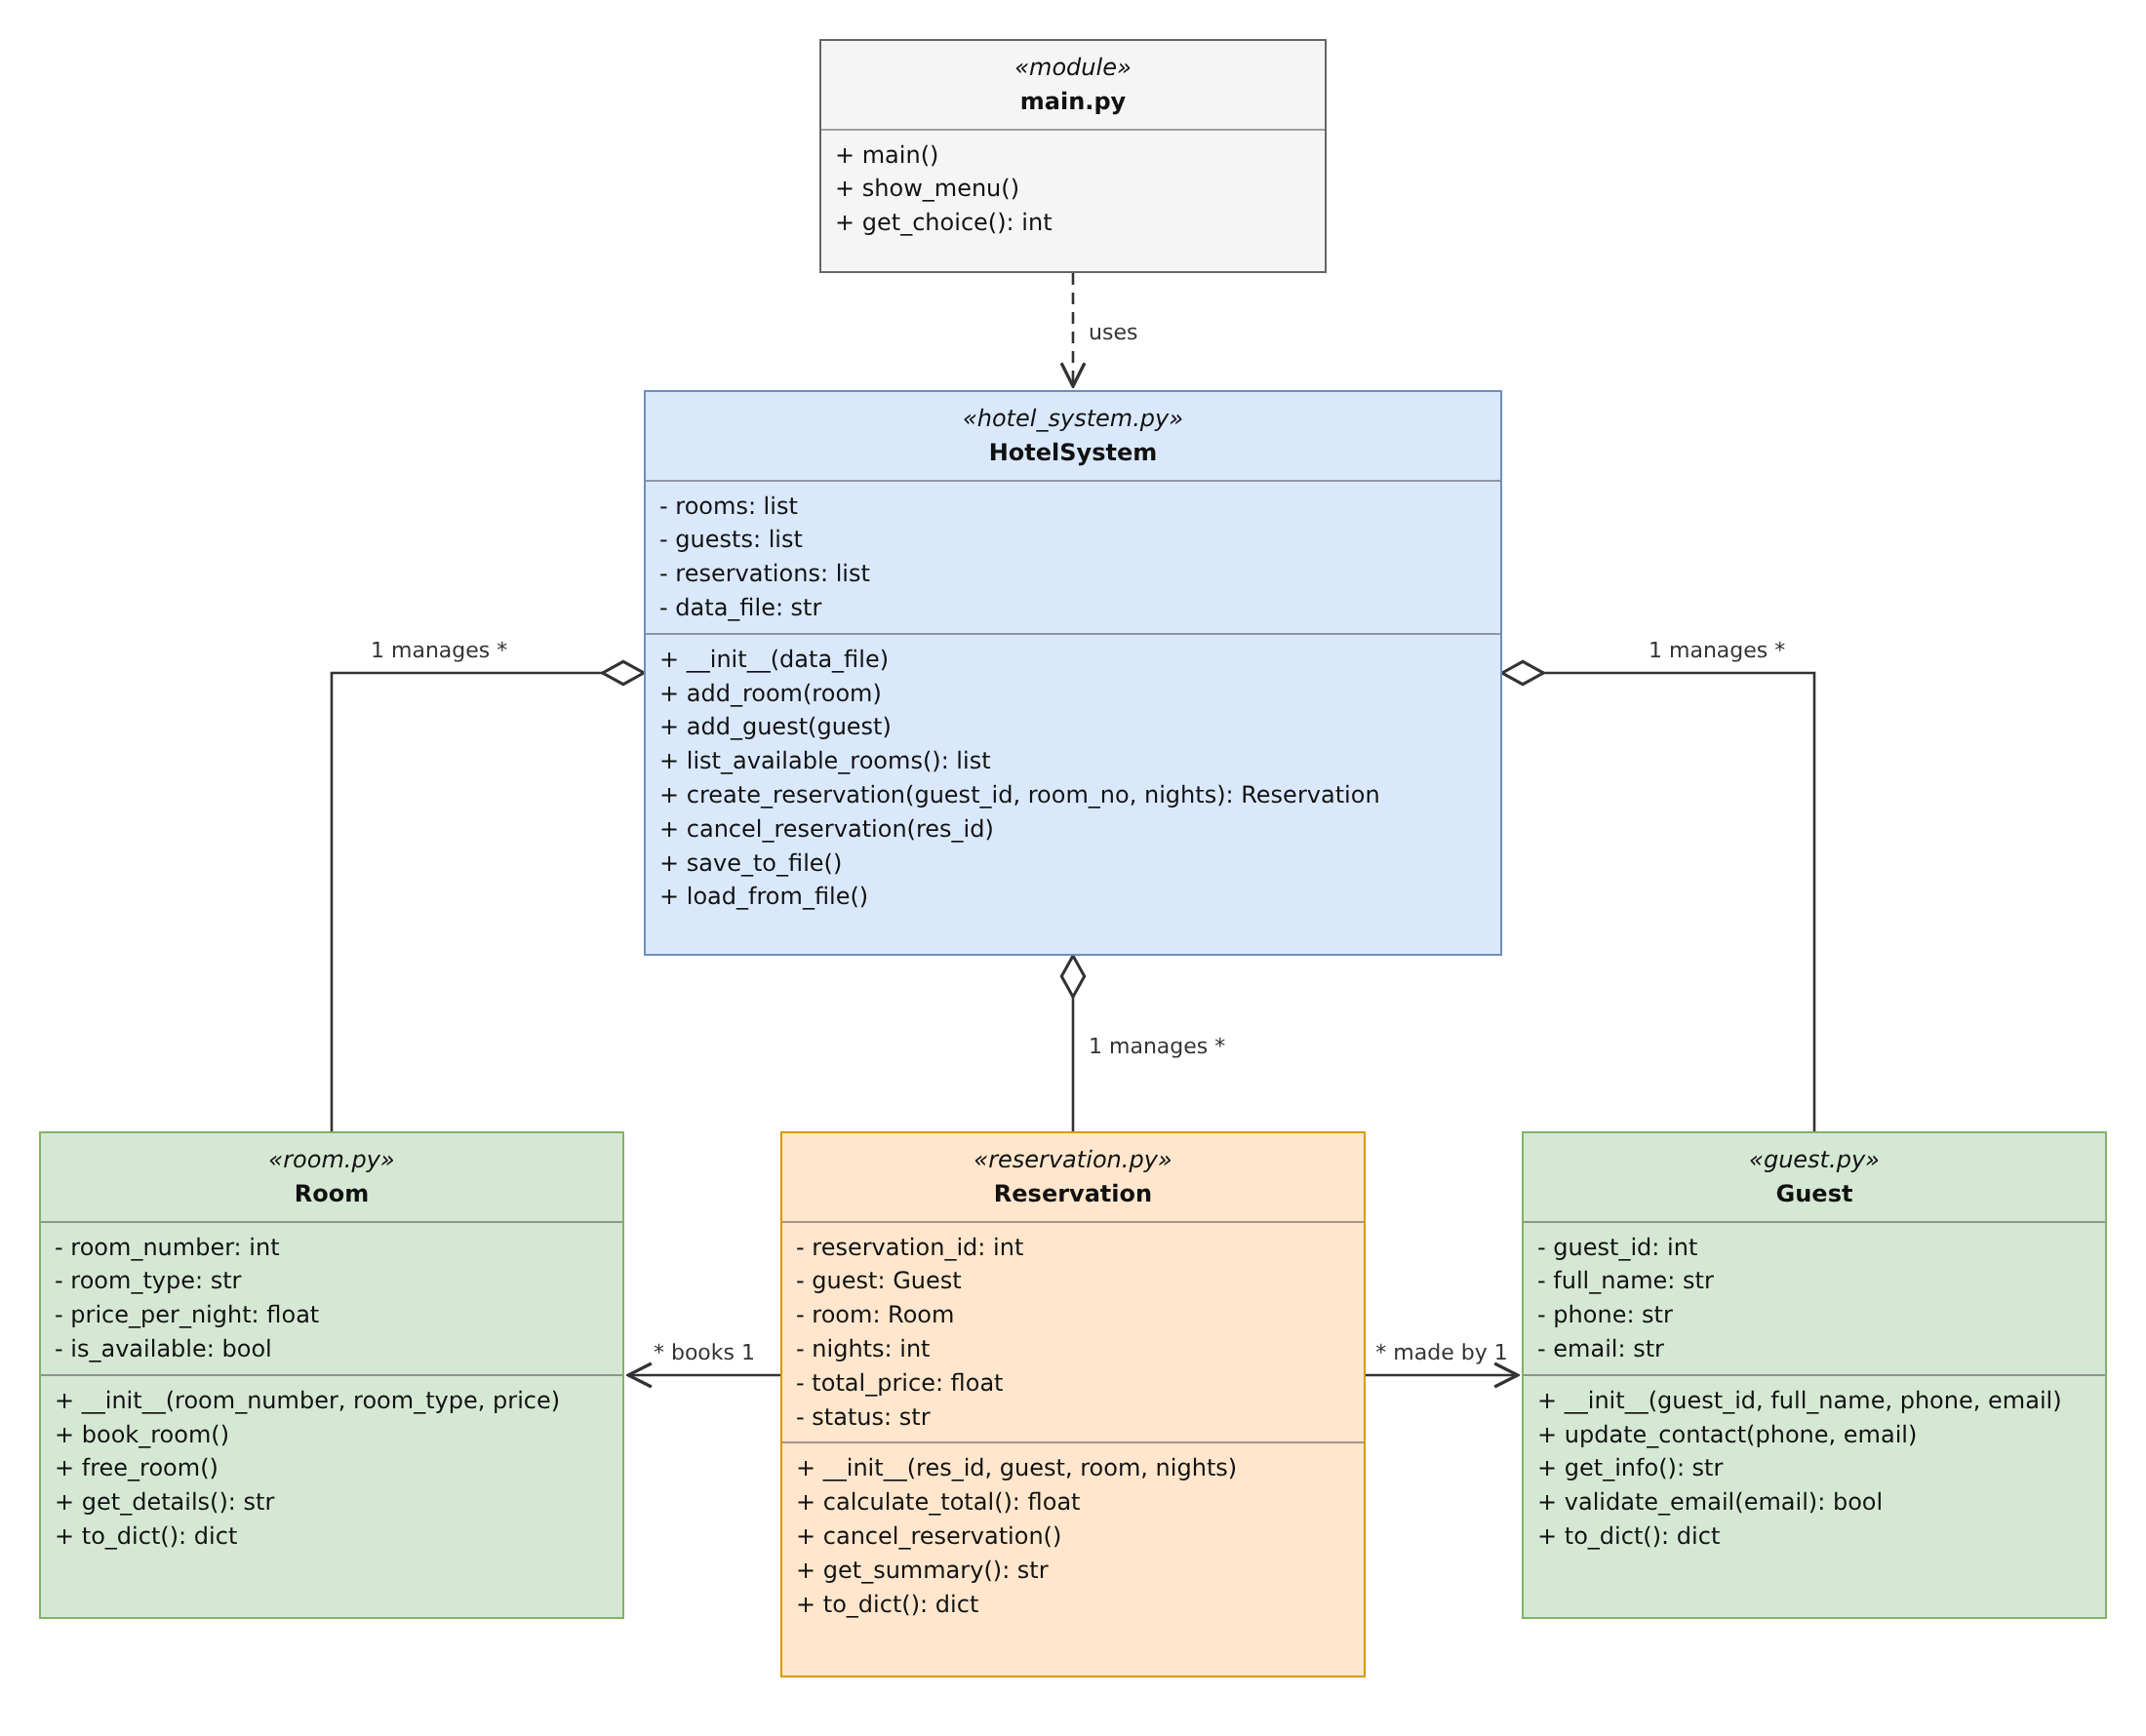 «module»
main.py
+ main()
+ show_menu()
+ get_choice(): int
uses
«hotel_system.py»
HotelSystem
- rooms: list
- guests: list
- reservations: list
- data_file: str
+ __init__(data_file)
+ add_room(room)
+ add_guest(guest)
+ list_available_rooms(): list
+ create_reservation(guest_id, room_no, nights): Reservation
+ cancel_reservation(res_id)
+ save_to_file()
+ load_from_file()
1 manages *
1 manages *
1 manages *
«room.py»
Room
- room_number: int
- room_type: str
- price_per_night: float
- is_available: bool
+ __init__(room_number, room_type, price)
+ book_room()
+ free_room()
+ get_details(): str
+ to_dict(): dict
* books 1
«reservation.py»
Reservation
- reservation_id: int
- guest: Guest
- room: Room
- nights: int
- total_price: float
- status: str
+ __init__(res_id, guest, room, nights)
+ calculate_total(): float
+ cancel_reservation()
+ get_summary(): str
+ to_dict(): dict
* made by 1
«guest.py»
Guest
- guest_id: int
- full_name: str
- phone: str
- email: str
+ __init__(guest_id, full_name, phone, email)
+ update_contact(phone, email)
+ get_info(): str
+ validate_email(email): bool
+ to_dict(): dict